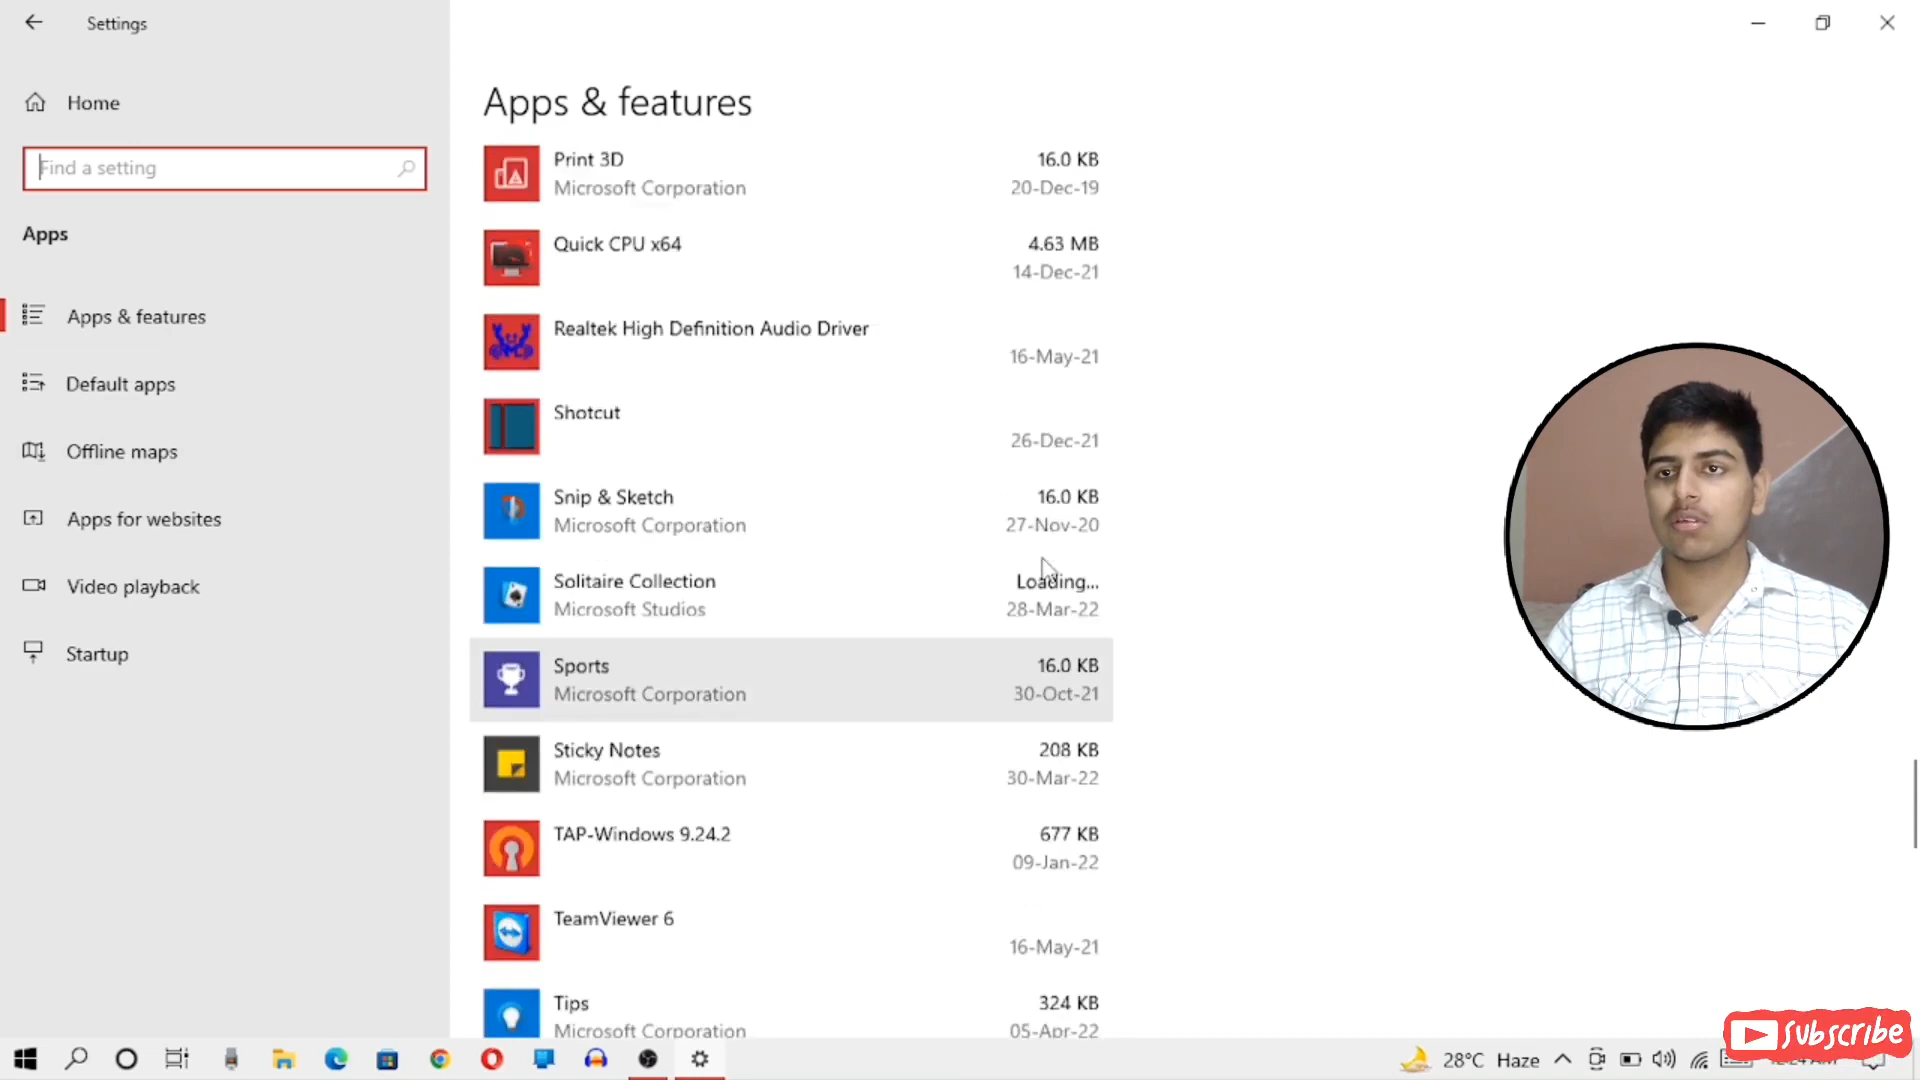 Settings
Home
Find a setting
Apps
Apps & features
Default apps
Offline maps
Apps for websites
Video playback
Startup
Apps & features
Print 3D 16.0 KB
Microsoft Corporation 20-Dec-19
Quick CPU x64 4.63 MB
14-Dec-21
Realtek High Definition Audio Driver
16-May-21
Shotcut
26-Dec-21
Snip & Sketch 16.0 KB
Microsoft Corporation 27-Nov-20
Solitaire Collection Loading...
Microsoft Studios 28-Mar-22
Sports 16.0 KB
Microsoft Corporation 30-Oct-21
Sticky Notes 208 KB
Microsoft Corporation 30-Mar-22
TAP-Windows 9.24.2 677 KB
09-Jan-22
TeamViewer 6
16-May-21
Tips 324 KB
Microsoft Corporation 05-Apr-22
Subscribe
28°C Haze